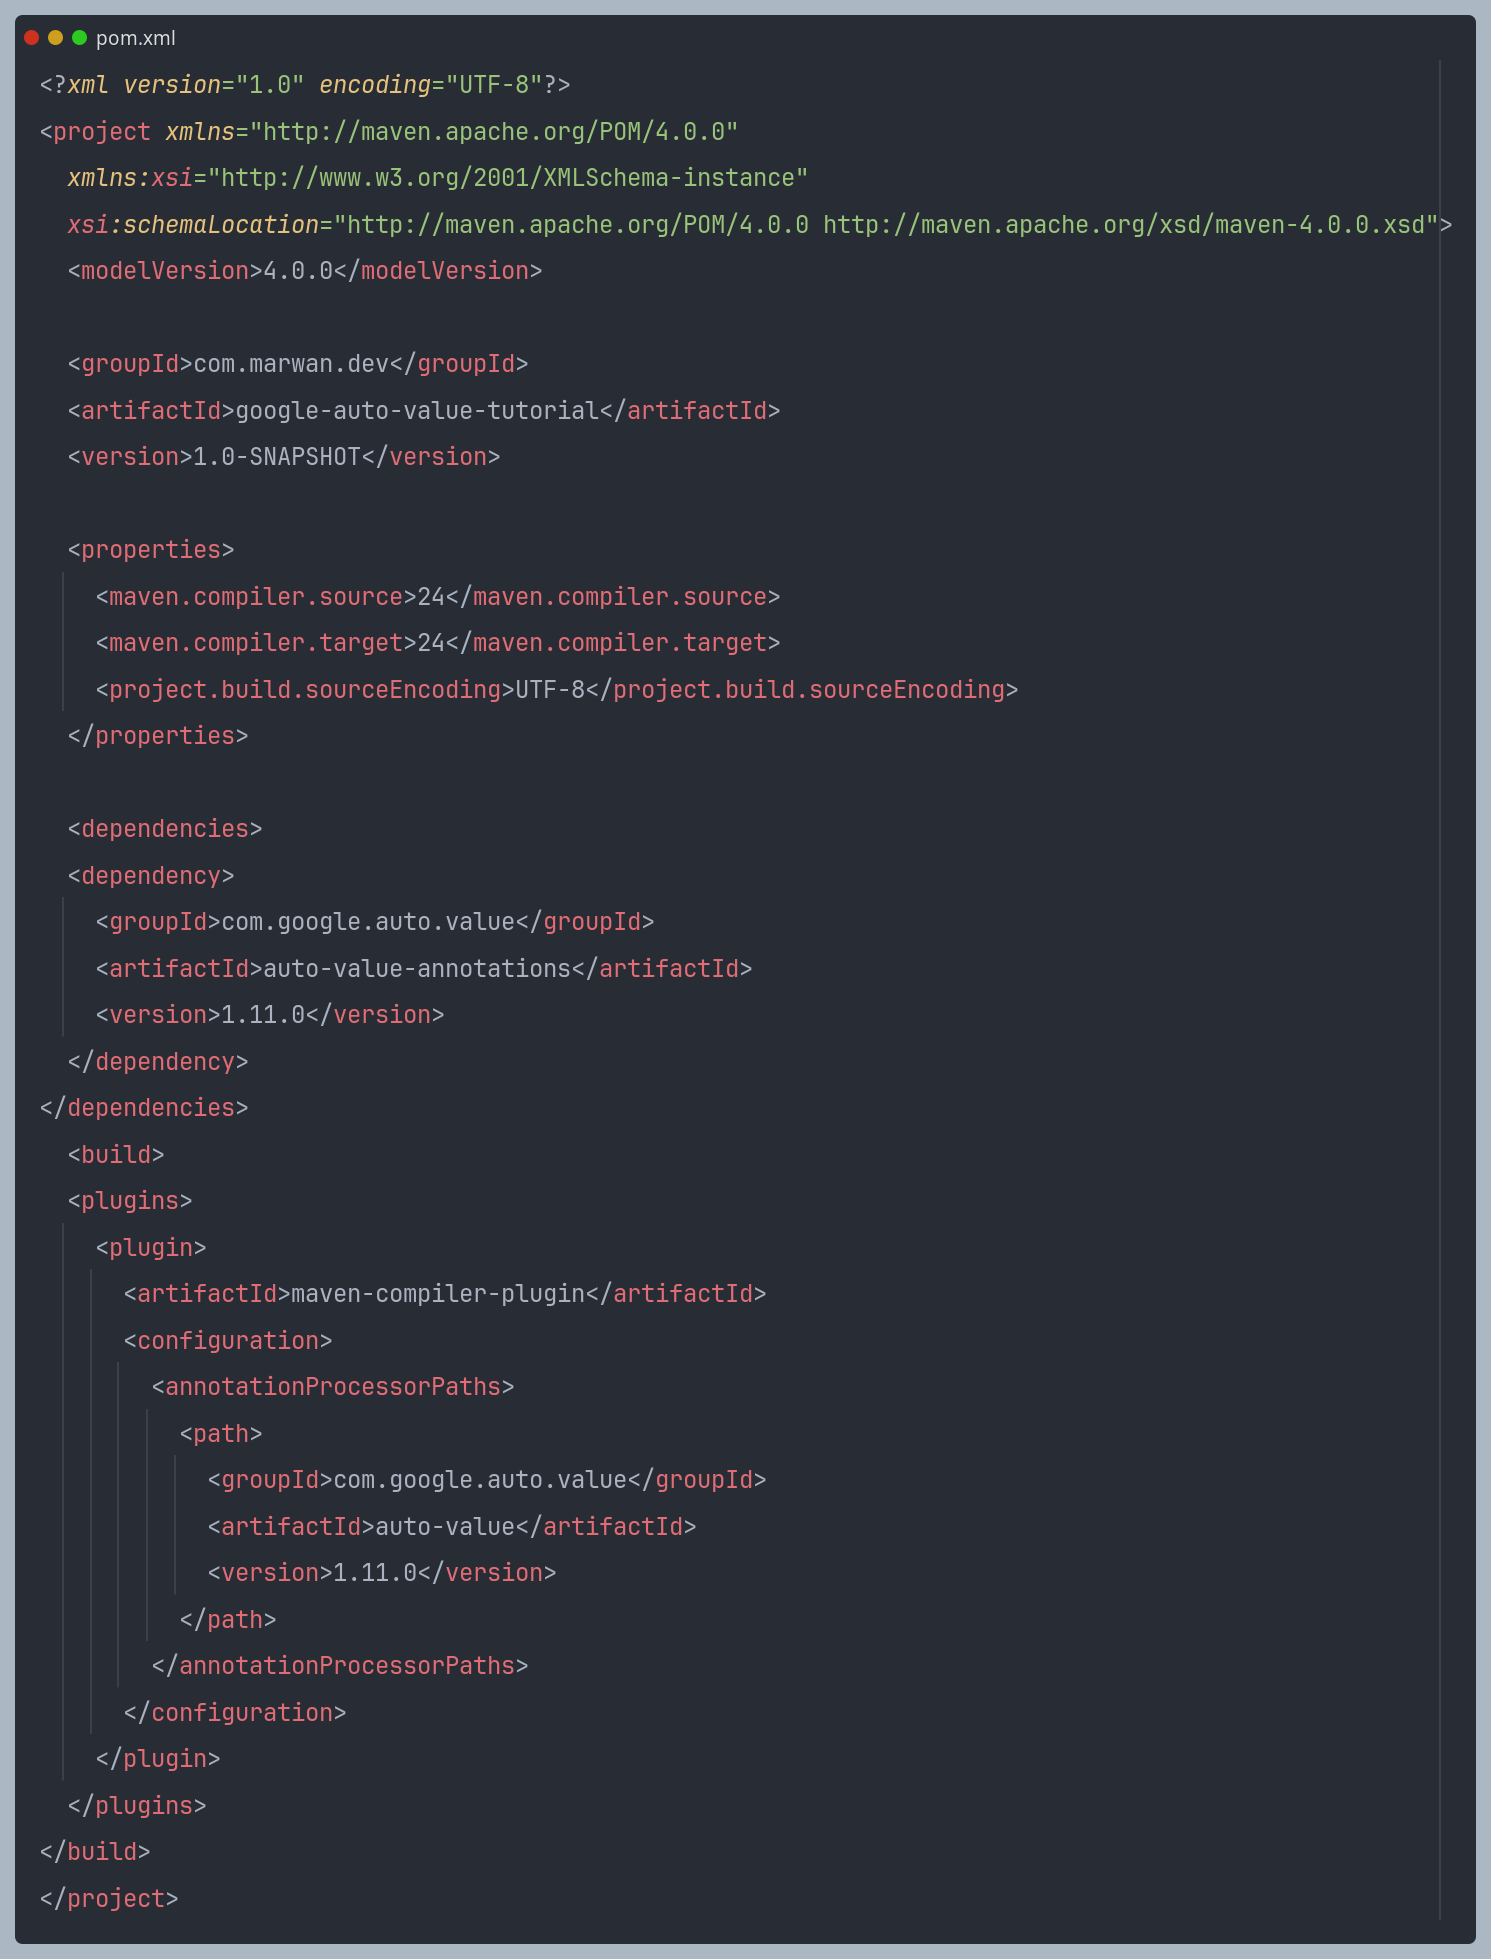 pom.xml
<?xml version="1.0" encoding="UTF-8"?>
<project xmlns="http://maven.apache.org/POM/4.0.0"
  xmlns:xsi="http://www.w3.org/2001/XMLSchema-instance"
  xsi:schemaLocation="http://maven.apache.org/POM/4.0.0 http://maven.apache.org/xsd/maven-4.0.0.xsd">
  <modelVersion>4.0.0</modelVersion>

  <groupId>com.marwan.dev</groupId>
  <artifactId>google-auto-value-tutorial</artifactId>
  <version>1.0-SNAPSHOT</version>

  <properties>
    <maven.compiler.source>24</maven.compiler.source>
    <maven.compiler.target>24</maven.compiler.target>
    <project.build.sourceEncoding>UTF-8</project.build.sourceEncoding>
  </properties>

  <dependencies>
  <dependency>
    <groupId>com.google.auto.value</groupId>
    <artifactId>auto-value-annotations</artifactId>
    <version>1.11.0</version>
  </dependency>
</dependencies>
  <build>
  <plugins>
    <plugin>
      <artifactId>maven-compiler-plugin</artifactId>
      <configuration>
        <annotationProcessorPaths>
          <path>
            <groupId>com.google.auto.value</groupId>
            <artifactId>auto-value</artifactId>
            <version>1.11.0</version>
          </path>
        </annotationProcessorPaths>
      </configuration>
    </plugin>
  </plugins>
</build>
</project>